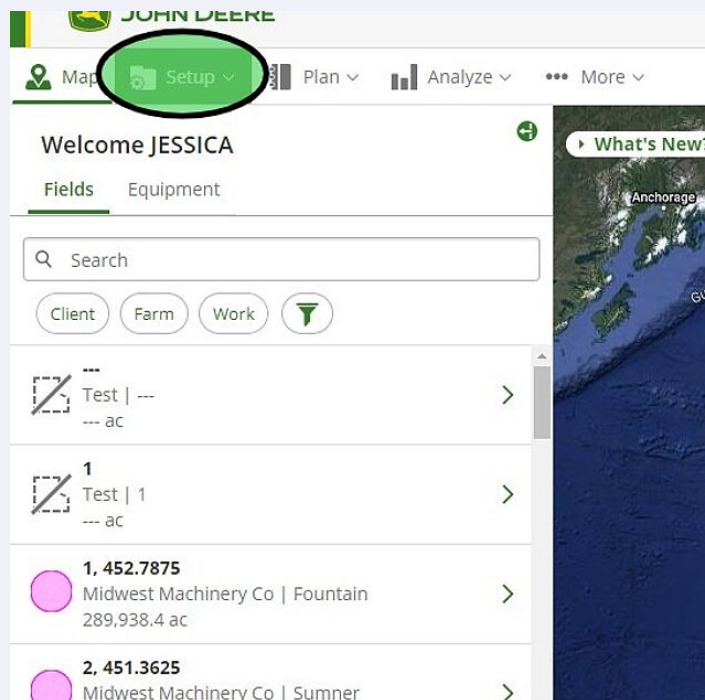 JOHN DEERE
Map Setup Plan Analyze More
Welcome JESSICA
What's New?
Fields Equipment
Anchorage
Search
Client Farm Work
---
Test | ---
--- ac
1
Test | 1
--- ac
1, 452.7875
Midwest Machinery Co | Fountain
289,938.4 ac
2, 451.3625
Midwest Machinery Co | Sumner